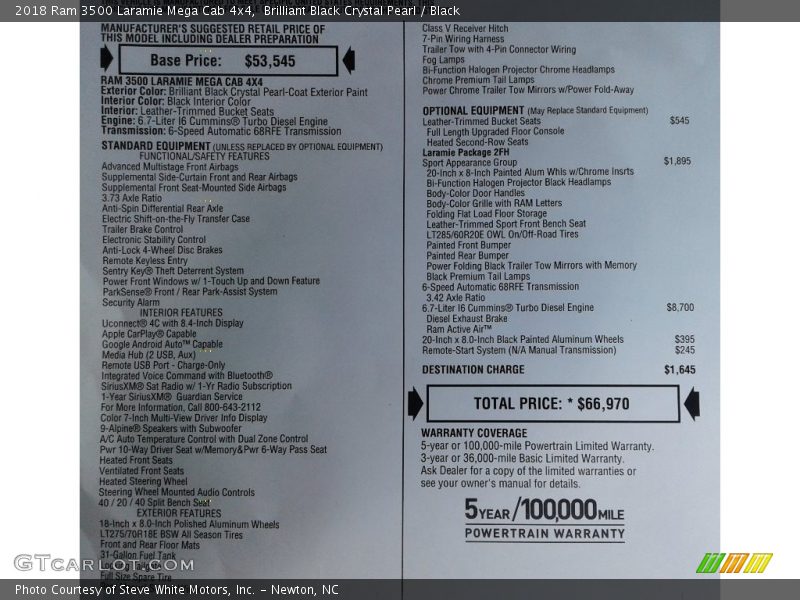 2018 Ram 3500 Laramie Mega Cab 4x4, Brilliant Black Crystal Pearl / Black
MANUFACTURER'S SUGGESTED RETAIL PRICE OF
THIS MODEL INCLUDING DEALER PREPARATION
Base Price: $53,545
RAM 3500 LARAMIE MEGA CAB 4X4
Exterior Color: Brilliant Black Crystal Pearl-Coat Exterior Paint
Interior Color: Black Interior Color
Interior: Leather-Trimmed Bucket Seats
Engine: 6.7-Liter I6 Cummins® Turbo Diesel Engine
Transmission: 6-Speed Automatic 68RFE Transmission
STANDARD EQUIPMENT (UNLESS REPLACED BY OPTIONAL EQUIPMENT)
FUNCTIONAL/SAFETY FEATURES
Advanced Multistage Front Airbags
Supplemental Side-Curtain Front and Rear Airbags
Supplemental Front Seat-Mounted Side Airbags
3.73 Axle Ratio
Anti-Spin Differential Rear Axle
Electric Shift-on-the-Fly Transfer Case
Trailer Brake Control
Electronic Stability Control
Anti-Lock 4-Wheel Disc Brakes
Remote Keyless Entry
Sentry Key® Theft Deterrent System
Power Front Windows w/ 1-Touch Up and Down Feature
ParkSense® Front / Rear Park-Assist System
Security Alarm
INTERIOR FEATURES
Uconnect® 4C with 8.4-Inch Display
Apple CarPlay® Capable
Google Android Auto™ Capable
Media Hub (2 USB, Aux)
Remote USB Port - Charge-Only
Integrated Voice Command with Bluetooth®
SiriusXM® Sat Radio w/ 1-Yr Radio Subscription
1-Year SiriusXM® Guardian Service
For More Information, Call 800-643-2112
Color 7-Inch Multi-View Driver Info Display
9-Alpine® Speakers with Subwoofer
A/C Auto Temperature Control with Dual Zone Control
Pwr 10-Way Driver Seat w/Memory&Pwr 6-Way Pass Seat
Heated Front Seats
Ventilated Front Seats
Heated Steering Wheel
Steering Wheel Mounted Audio Controls
40 / 20 / 40 Split Bench Seat
EXTERIOR FEATURES
18-Inch x 8.0-Inch Polished Aluminum Wheels
LT275/70R18E BSW All Season Tires
Front and Rear Floor Mats
31-Gallon Fuel Tank
Locking Tailgate
Full Size Spare Tire
Class V Receiver Hitch
7-Pin Wiring Harness
Trailer Tow with 4-Pin Connector Wiring
Fog Lamps
Bi-Function Halogen Projector Chrome Headlamps
Chrome Premium Tail Lamps
Power Chrome Trailer Tow Mirrors w/Power Fold-Away
OPTIONAL EQUIPMENT (May Replace Standard Equipment)
Leather-Trimmed Bucket Seats $545
Full Length Upgraded Floor Console
Heated Second-Row Seats
Laramie Package 2FH
Sport Appearance Group $1,895
20-Inch x 8-Inch Painted Alum Whls w/Chrome Insrts
Bi-Function Halogen Projector Black Headlamps
Body-Color Door Handles
Body-Color Grille with RAM Letters
Folding Flat Load Floor Storage
Leather-Trimmed Sport Front Bench Seat
LT285/60R20E OWL On/Off-Road Tires
Painted Front Bumper
Painted Rear Bumper
Power Folding Black Trailer Tow Mirrors with Memory
Black Premium Tail Lamps
6-Speed Automatic 68RFE Transmission
3.42 Axle Ratio
6.7-Liter I6 Cummins® Turbo Diesel Engine $8,700
Diesel Exhaust Brake
Ram Active Air™
20-Inch x 8.0-Inch Black Painted Aluminum Wheels $395
Remote-Start System (N/A Manual Transmission) $245
DESTINATION CHARGE $1,645
TOTAL PRICE: * $66,970
WARRANTY COVERAGE
5-year or 100,000-mile Powertrain Limited Warranty.
3-year or 36,000-mile Basic Limited Warranty.
Ask Dealer for a copy of the limited warranties or
see your owner's manual for details.
5YEAR/100,000MILE
POWERTRAIN WARRANTY
GTCarLot.com
Photo Courtesy of Steve White Motors, Inc. – Newton, NC